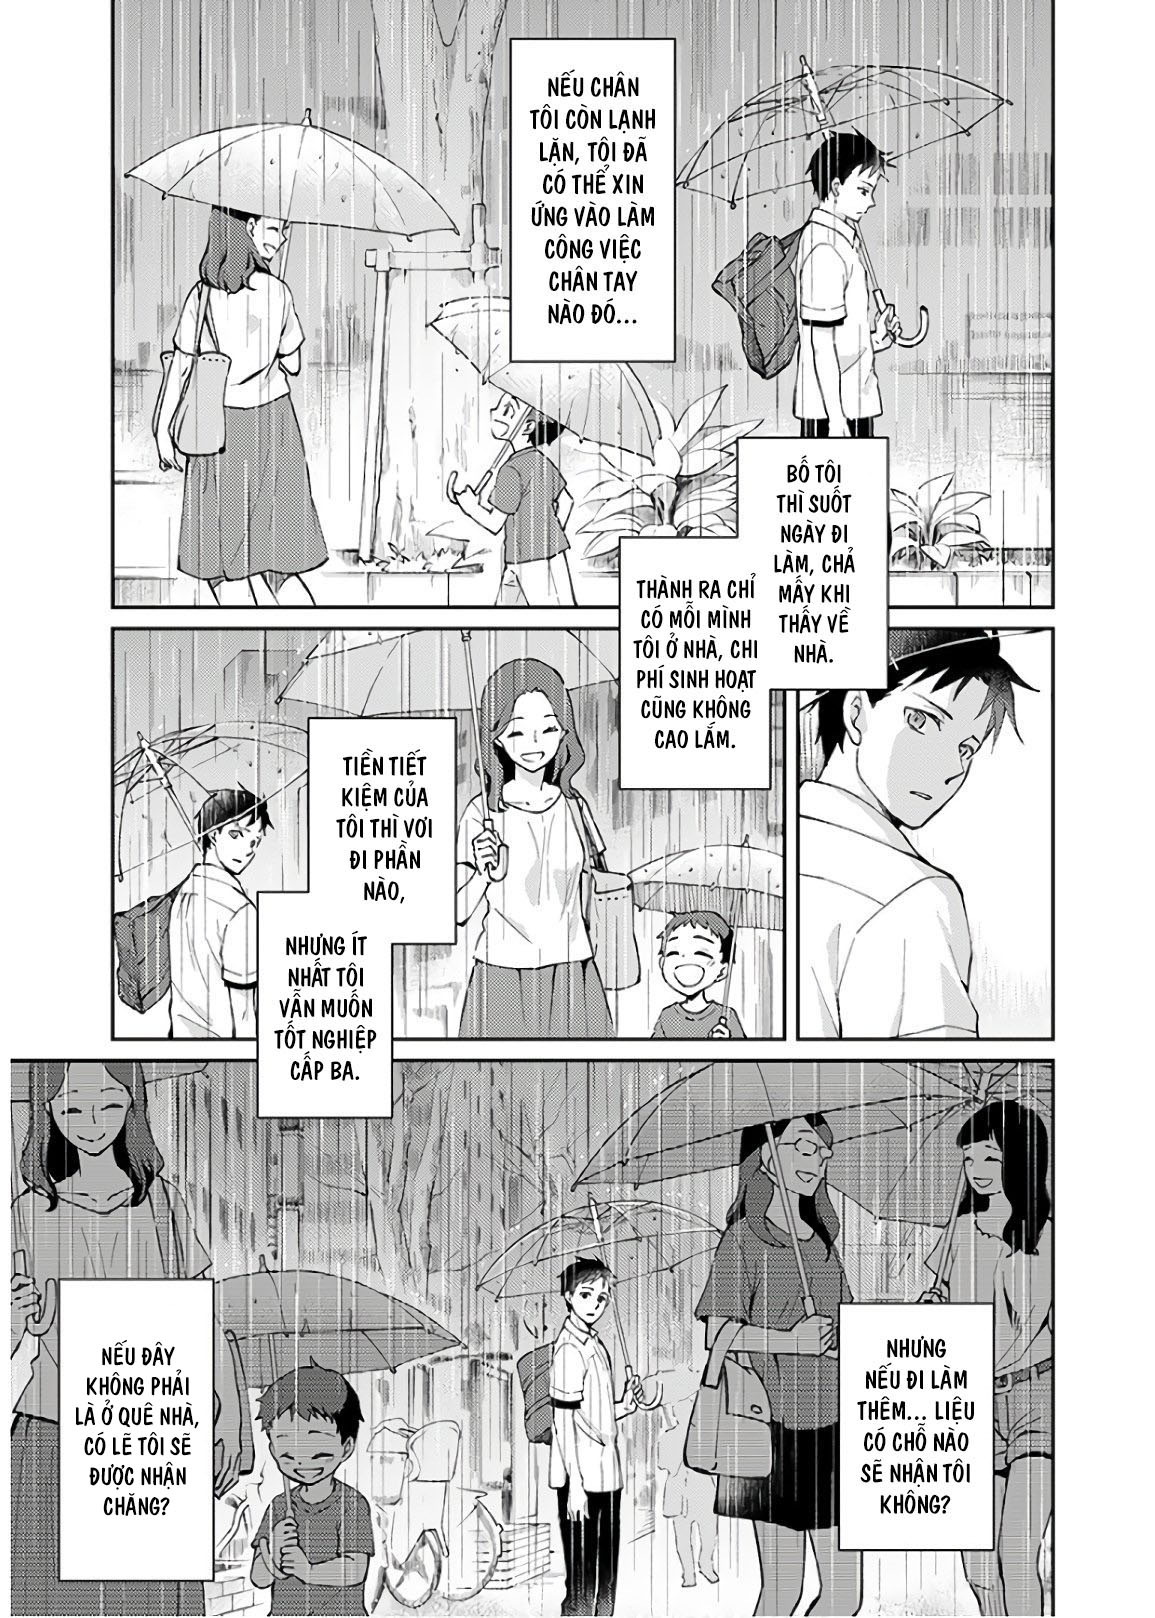 NẾU CHÂN
TÔI CÒN LẠNH
LẶN, TÔI ĐÃ
CÓ THỂ XIN
ỨNG VÀO LÀM
CÔNG VIỆC
CHÂN TAY
NÀO ĐÓ...
BỐ TÔI
THÌ SUỐT
NGÀY ĐI
LÀM, CHẢ
MẤY KHI
THẤY VỀ
NHÀ.
THÀNH RA CHỈ
CÓ MỖI MÌNH
TÔI Ở NHÀ, CHI
PHÍ SINH HOẠT
CŨNG KHÔNG
CAO LẮM.
TIỀN TIẾT
KIỆM CỦA
TÔI THÌ VƠI
ĐI PHẦN
NÀO,
NHƯNG ÍT
NHẤT TÔI
VẪN MUỐN
TỐT NGHIỆP
CẤP BA.
NHƯNG
NẾU ĐI LÀM
THÊM... LIỆU
CÓ CHỖ NÀO
SẼ NHẬN TÔI
KHÔNG?
NẾU ĐÂY
KHÔNG PHẢI
LÀ Ở QUÊ NHÀ,
CÓ LẼ TÔI SẼ
ĐƯỢC NHẬN
CHĂNG?